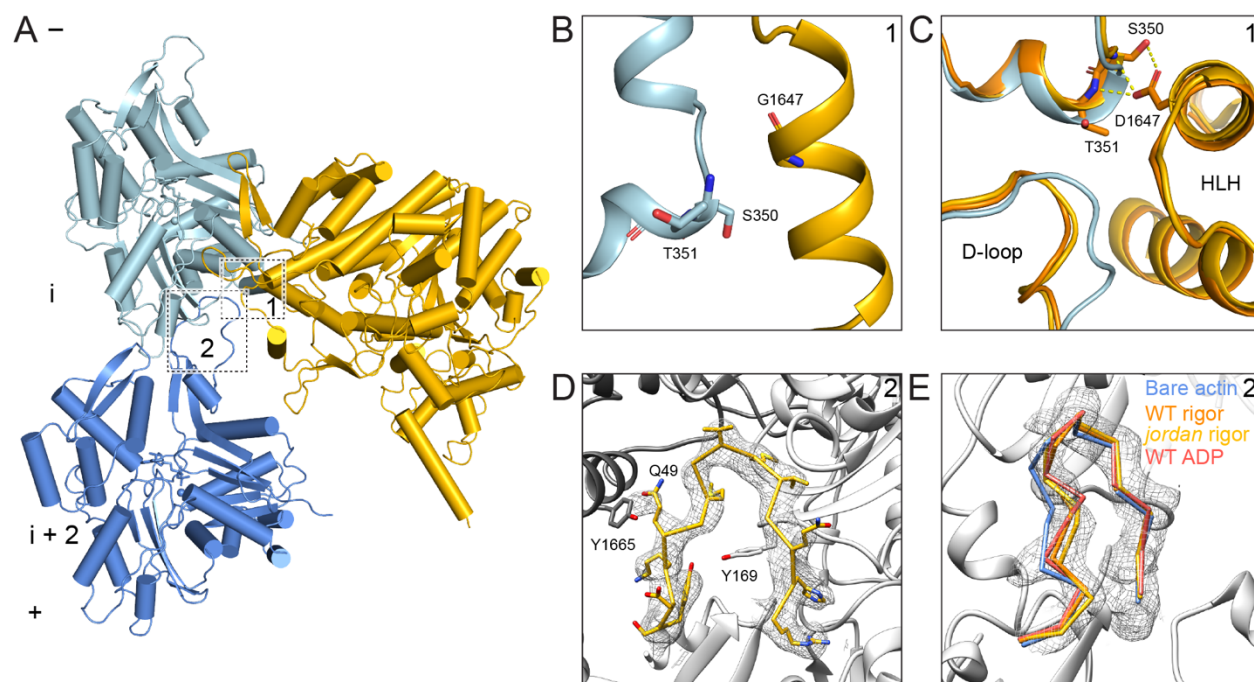 A –
i
1
2
i + 2
+
B
1
G1647
S350
T351
C
1
S350
D1647
T351
HLH
D-loop
D
2
Q49
Y1665
Y169
E
2
Bare actin
WT rigor
jordan rigor
WT ADP